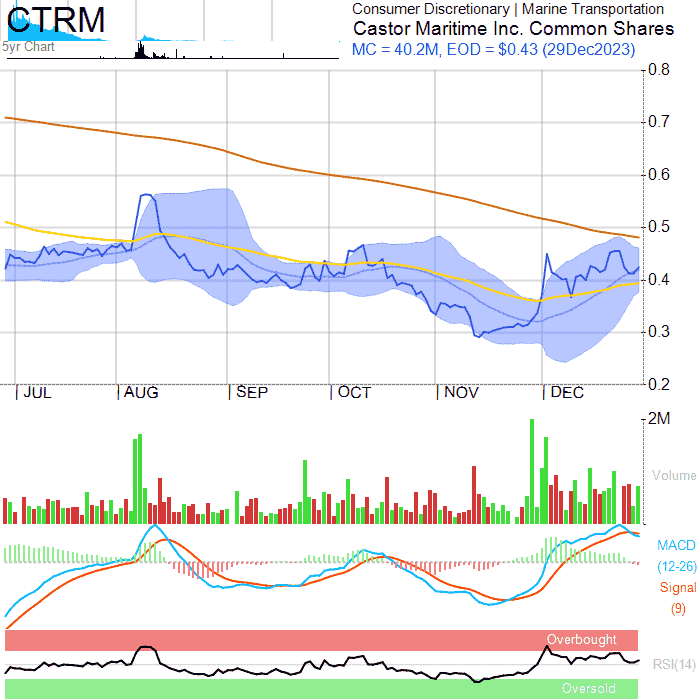 CTRM
5yr Chart
Consumer Discretionary | Marine Transportation
Castor Maritime Inc. Common Shares
MC = 40.2M, EOD = $0.43 (29Dec2023)
0.8
0.7
0.6
0.5
0.4
0.3
0.2
JUL AUG SEP OCT NOV DEC
2M
Volume
MACD
(12-26)
Signal
(9)
Overbought
RSI(14)
Oversold